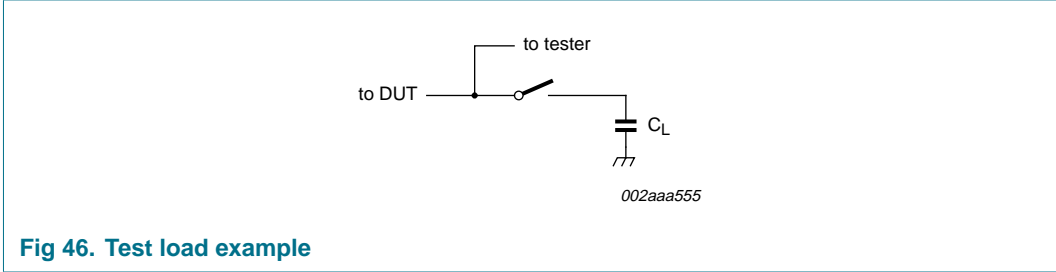 to tester
to DUT
C_L
002aaa555
Fig 46. Test load example